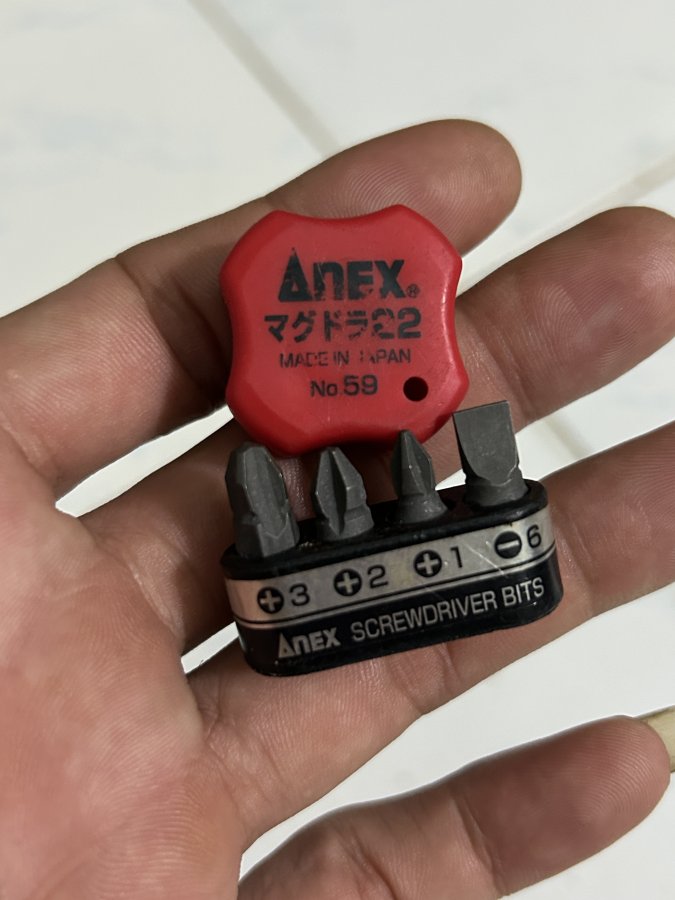 ANEX®
マグドラ22
MADE IN JAPAN
No.59
⊕3 ⊕2 ⊕1 ⊖6
ANEX SCREWDRIVER BITS